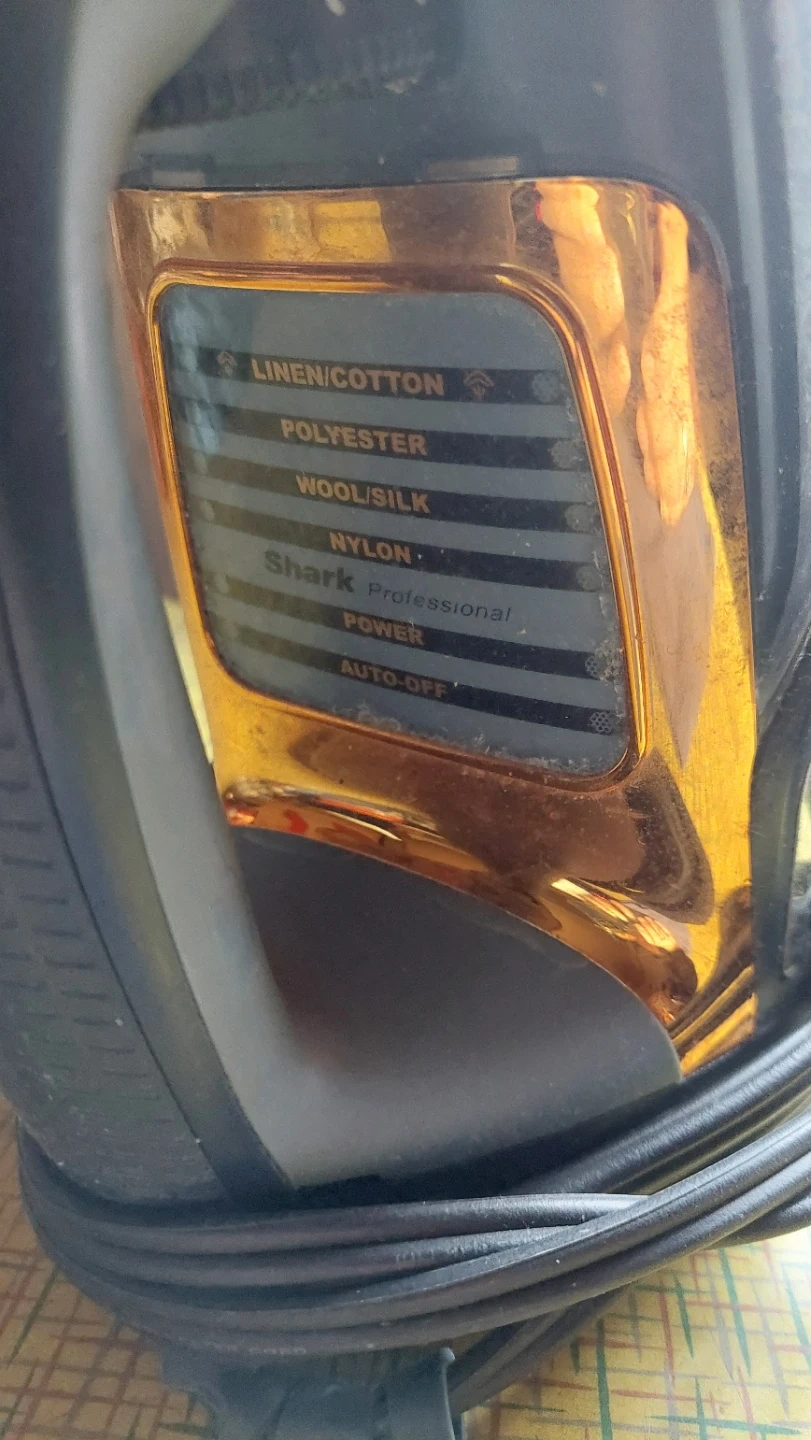 LINEN/COTTON
POLYESTER
WOOL/SILK
NYLON
Shark Professional
POWER
AUTO-OFF